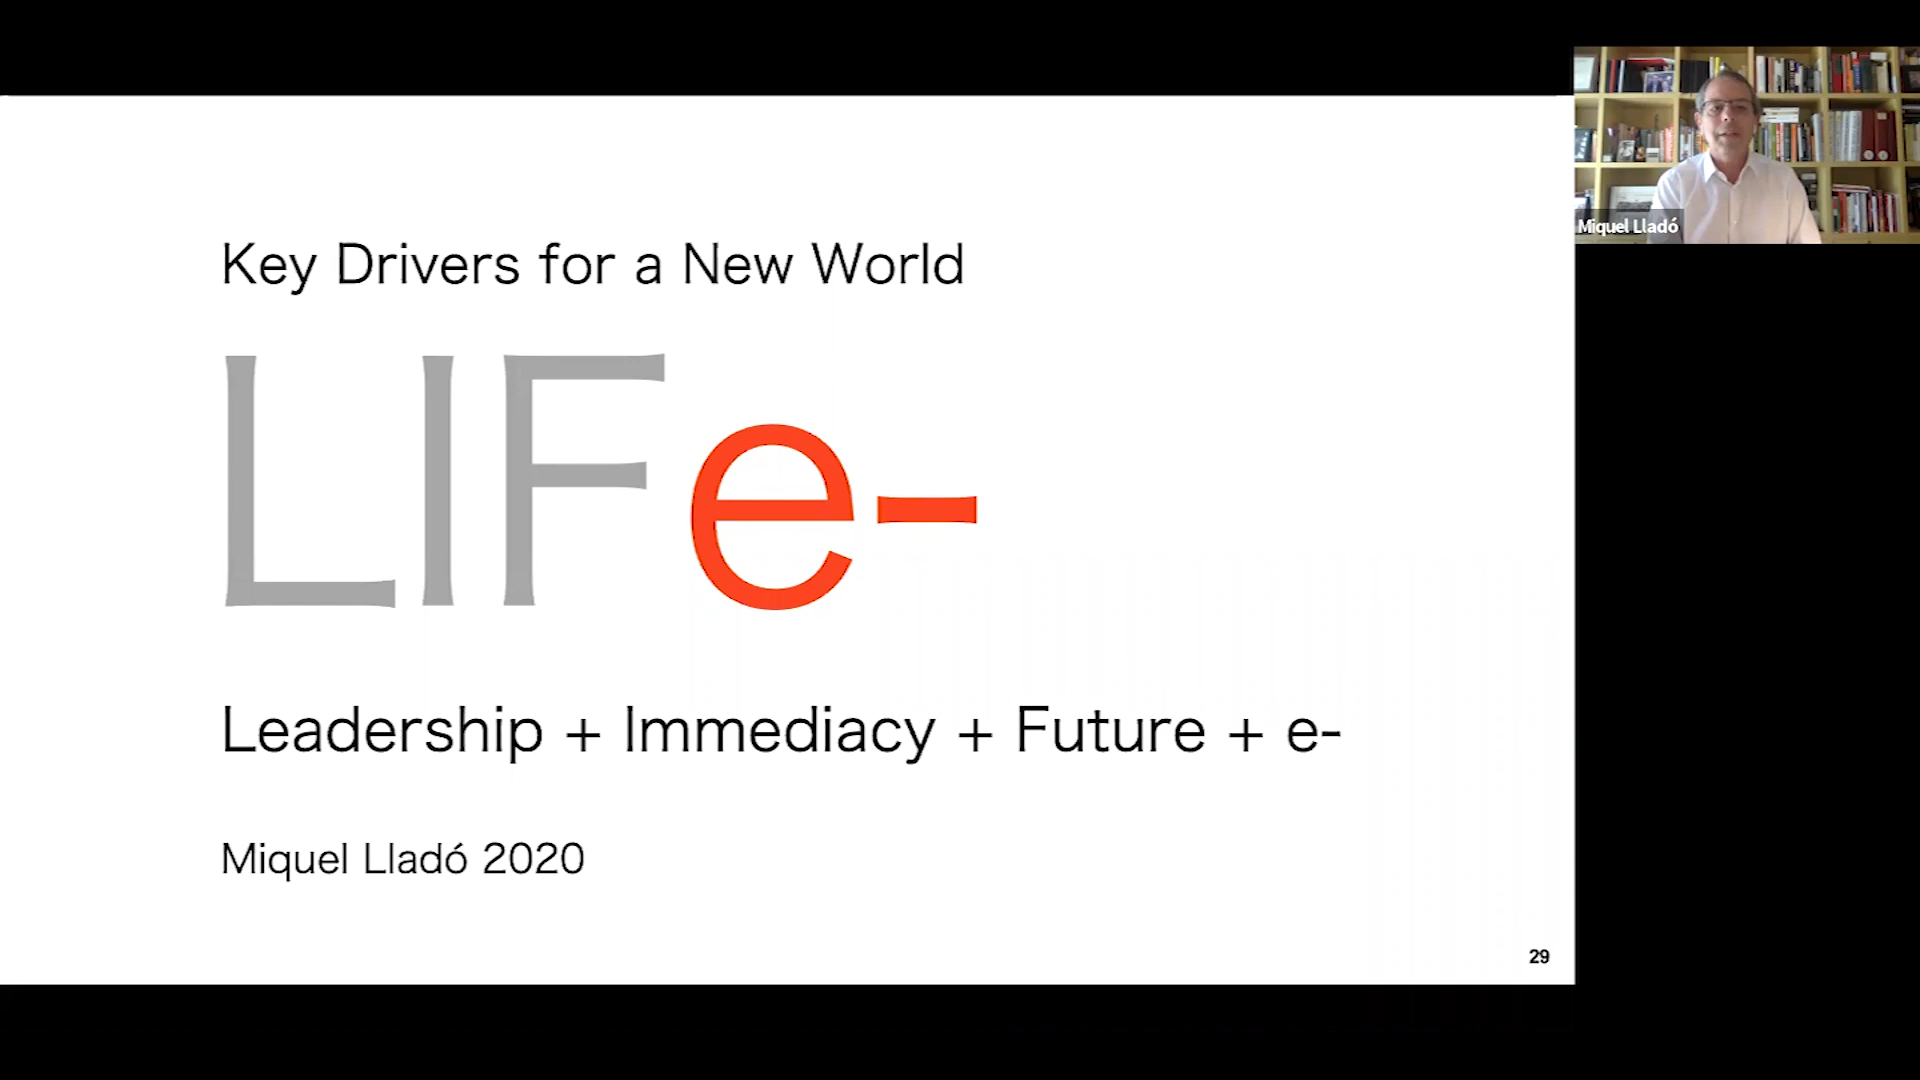 Key Drivers for a New World
LIFe-
Leadership + Immediacy + Future + e-
Miquel Lladó 2020
29
Miquel Lladó